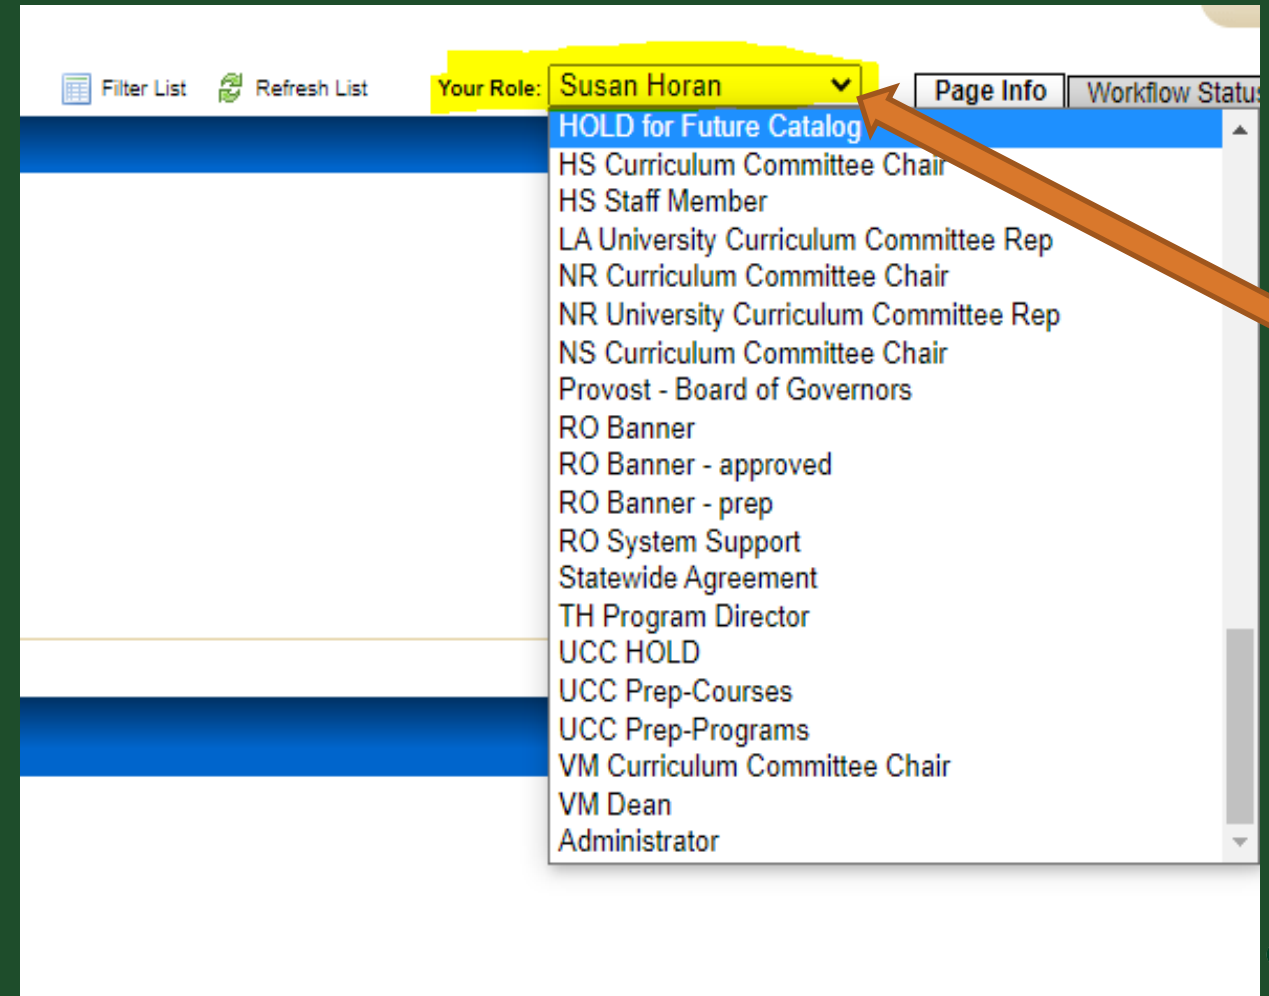 Filter List Refresh List Your Role: Susan Horan Page Info Workflow Status
HOLD for Future Catalog
HS Curriculum Committee Chair
HS Staff Member
LA University Curriculum Committee Rep
NR Curriculum Committee Chair
NR University Curriculum Committee Rep
NS Curriculum Committee Chair
Provost - Board of Governors
RO Banner
RO Banner - approved
RO Banner - prep
RO System Support
Statewide Agreement
TH Program Director
UCC HOLD
UCC Prep-Courses
UCC Prep-Programs
VM Curriculum Committee Chair
VM Dean
Administrator